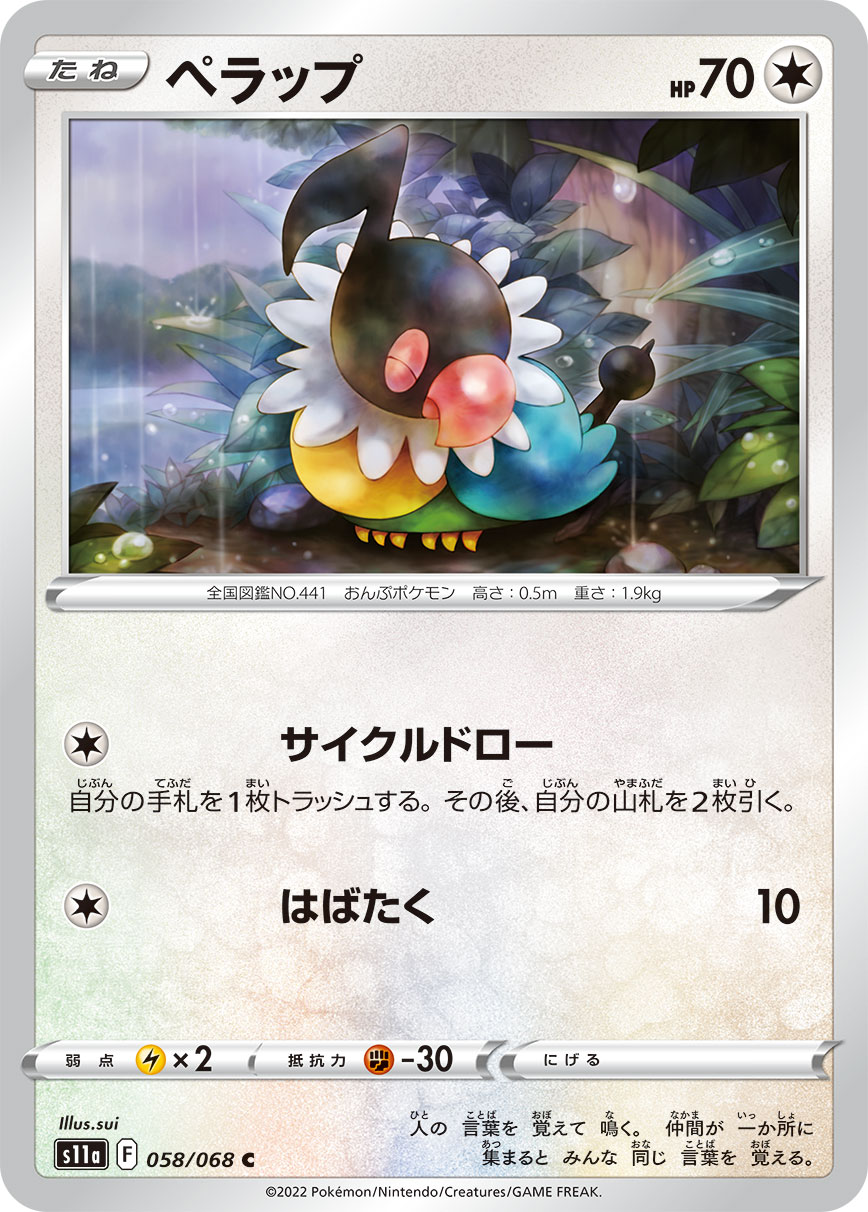 たね ペラップ HP70
全国図鑑NO.441 おんぶポケモン 高さ：0.5m 重さ：1.9kg
サイクルドロー
自分の手札を1枚トラッシュする。その後、自分の山札を2枚引く。
はばたく 10
弱点 ×2 抵抗力 -30 にげる
Illus.sui
人の 言葉を 覚えて 鳴く。 仲間が 一か所に
集まると みんな 同じ 言葉を 覚える。
s11a F 058/068 C
©2022 Pokémon/Nintendo/Creatures/GAME FREAK.